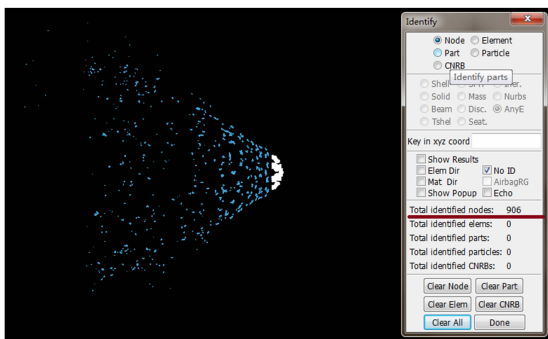 Identify
Node Element
Part Particle
CNRB
Identify parts
Shell SPH Iner.
Solid Mass Nurbs
Beam Disc. AnyE
Tshel Seat.
Key in xyz coord
Show Results
Elem Dir No ID
Mat Dir AirbagRG
Show Popup Echo
Total identified nodes: 906
Total identified elems: 0
Total identified parts: 0
Total identified particles: 0
Total identified CNRBs: 0
Clear Node Clear Part
Clear Elem Clear CNRB
Clear All Done